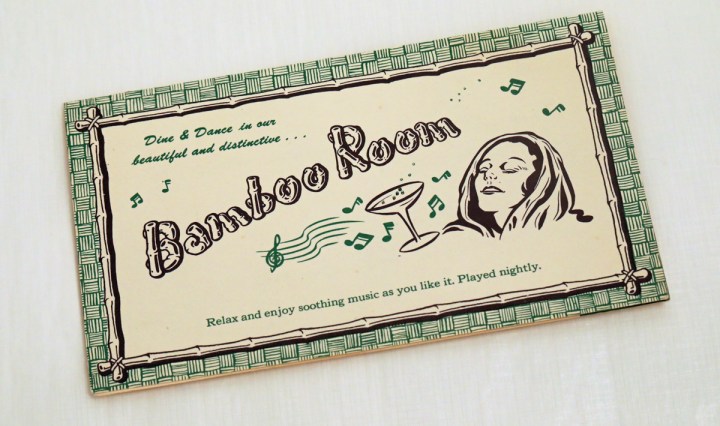 Dine & Dance in our
beautiful and distinctive . . .
Bamboo Room
Relax and enjoy soothing music as you like it. Played nightly.